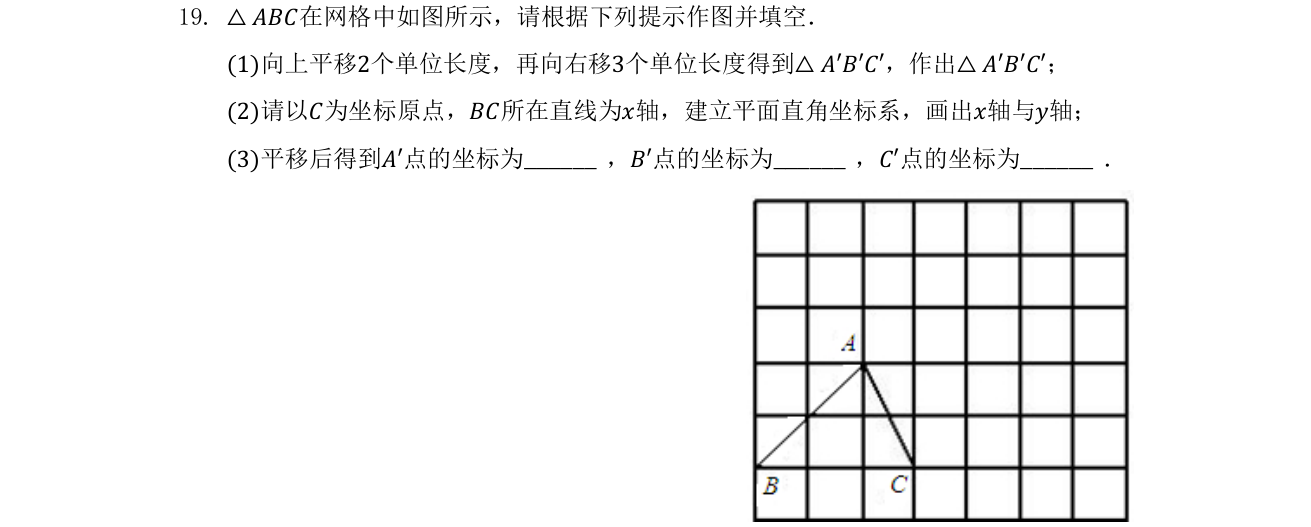 19. △ ABC在网格中如图所示，请根据下列提示作图并填空．
(1)向上平移2个单位长度，再向右移3个单位长度得到△ A′B′C′，作出△ A′B′C′；
(2)请以C为坐标原点，BC所在直线为x轴，建立平面直角坐标系，画出x轴与y轴；
(3)平移后得到A′点的坐标为______ ，B′点的坐标为______ ，C′点的坐标为______ ．
A
B
C